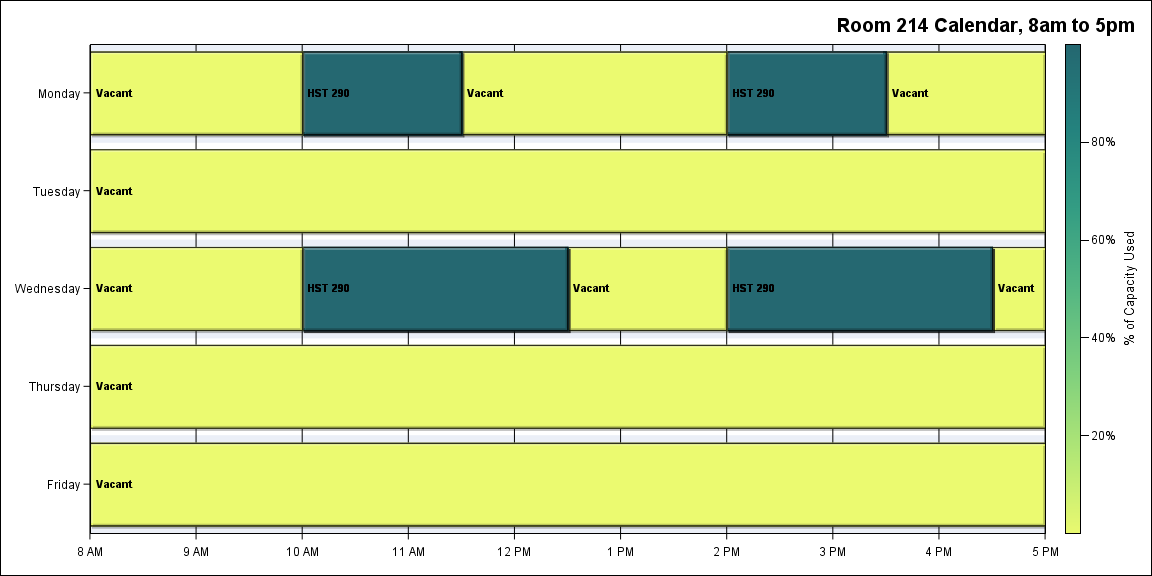 Room 214 Calendar, 8am to 5pm
Monday
Vacant
HST 290
Vacant
HST 290
Vacant
Tuesday
Vacant
Wednesday
Vacant
HST 290
Vacant
HST 290
Vacant
Thursday
Vacant
Friday
Vacant
8 AM
9 AM
10 AM
11 AM
12 PM
1 PM
2 PM
3 PM
4 PM
5 PM
80%
60%
40%
20%
% of Capacity Used